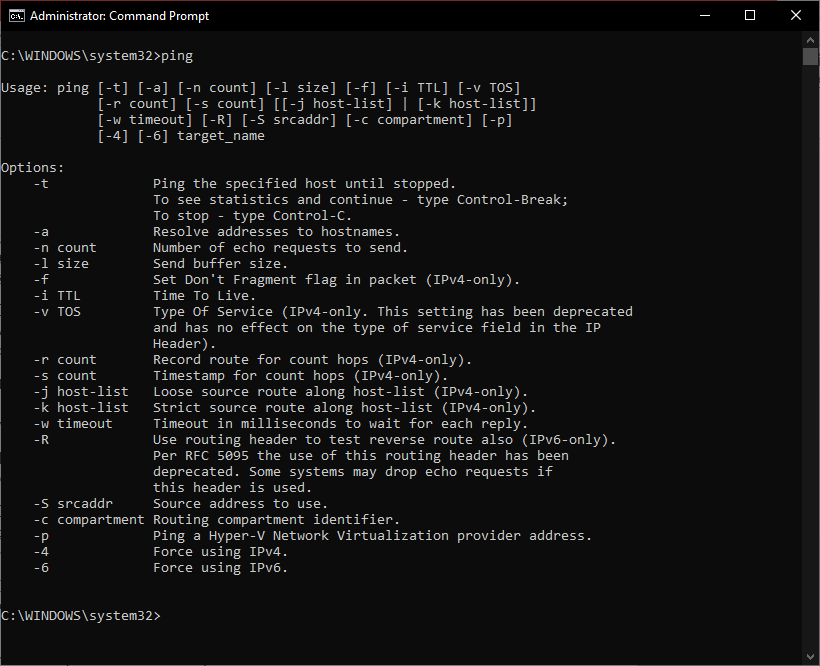 Administrator: Command Prompt
C:\WINDOWS\system32>ping
Usage: ping [-t] [-a] [-n count] [-l size] [-f] [-i TTL] [-v TOS]
            [-r count] [-s count] [[-j host-list] | [-k host-list]]
            [-w timeout] [-R] [-S srcaddr] [-c compartment] [-p]
            [-4] [-6] target_name
Options:
    -t             Ping the specified host until stopped.
                   To see statistics and continue - type Control-Break;
                   To stop - type Control-C.
    -a             Resolve addresses to hostnames.
    -n count       Number of echo requests to send.
    -l size        Send buffer size.
    -f             Set Don't Fragment flag in packet (IPv4-only).
    -i TTL         Time To Live.
    -v TOS         Type Of Service (IPv4-only. This setting has been deprecated
                   and has no effect on the type of service field in the IP
                   Header).
    -r count       Record route for count hops (IPv4-only).
    -s count       Timestamp for count hops (IPv4-only).
    -j host-list   Loose source route along host-list (IPv4-only).
    -k host-list   Strict source route along host-list (IPv4-only).
    -w timeout     Timeout in milliseconds to wait for each reply.
    -R             Use routing header to test reverse route also (IPv6-only).
                   Per RFC 5095 the use of this routing header has been
                   deprecated. Some systems may drop echo requests if
                   this header is used.
    -S srcaddr     Source address to use.
    -c compartment Routing compartment identifier.
    -p             Ping a Hyper-V Network Virtualization provider address.
    -4             Force using IPv4.
    -6             Force using IPv6.
C:\WINDOWS\system32>